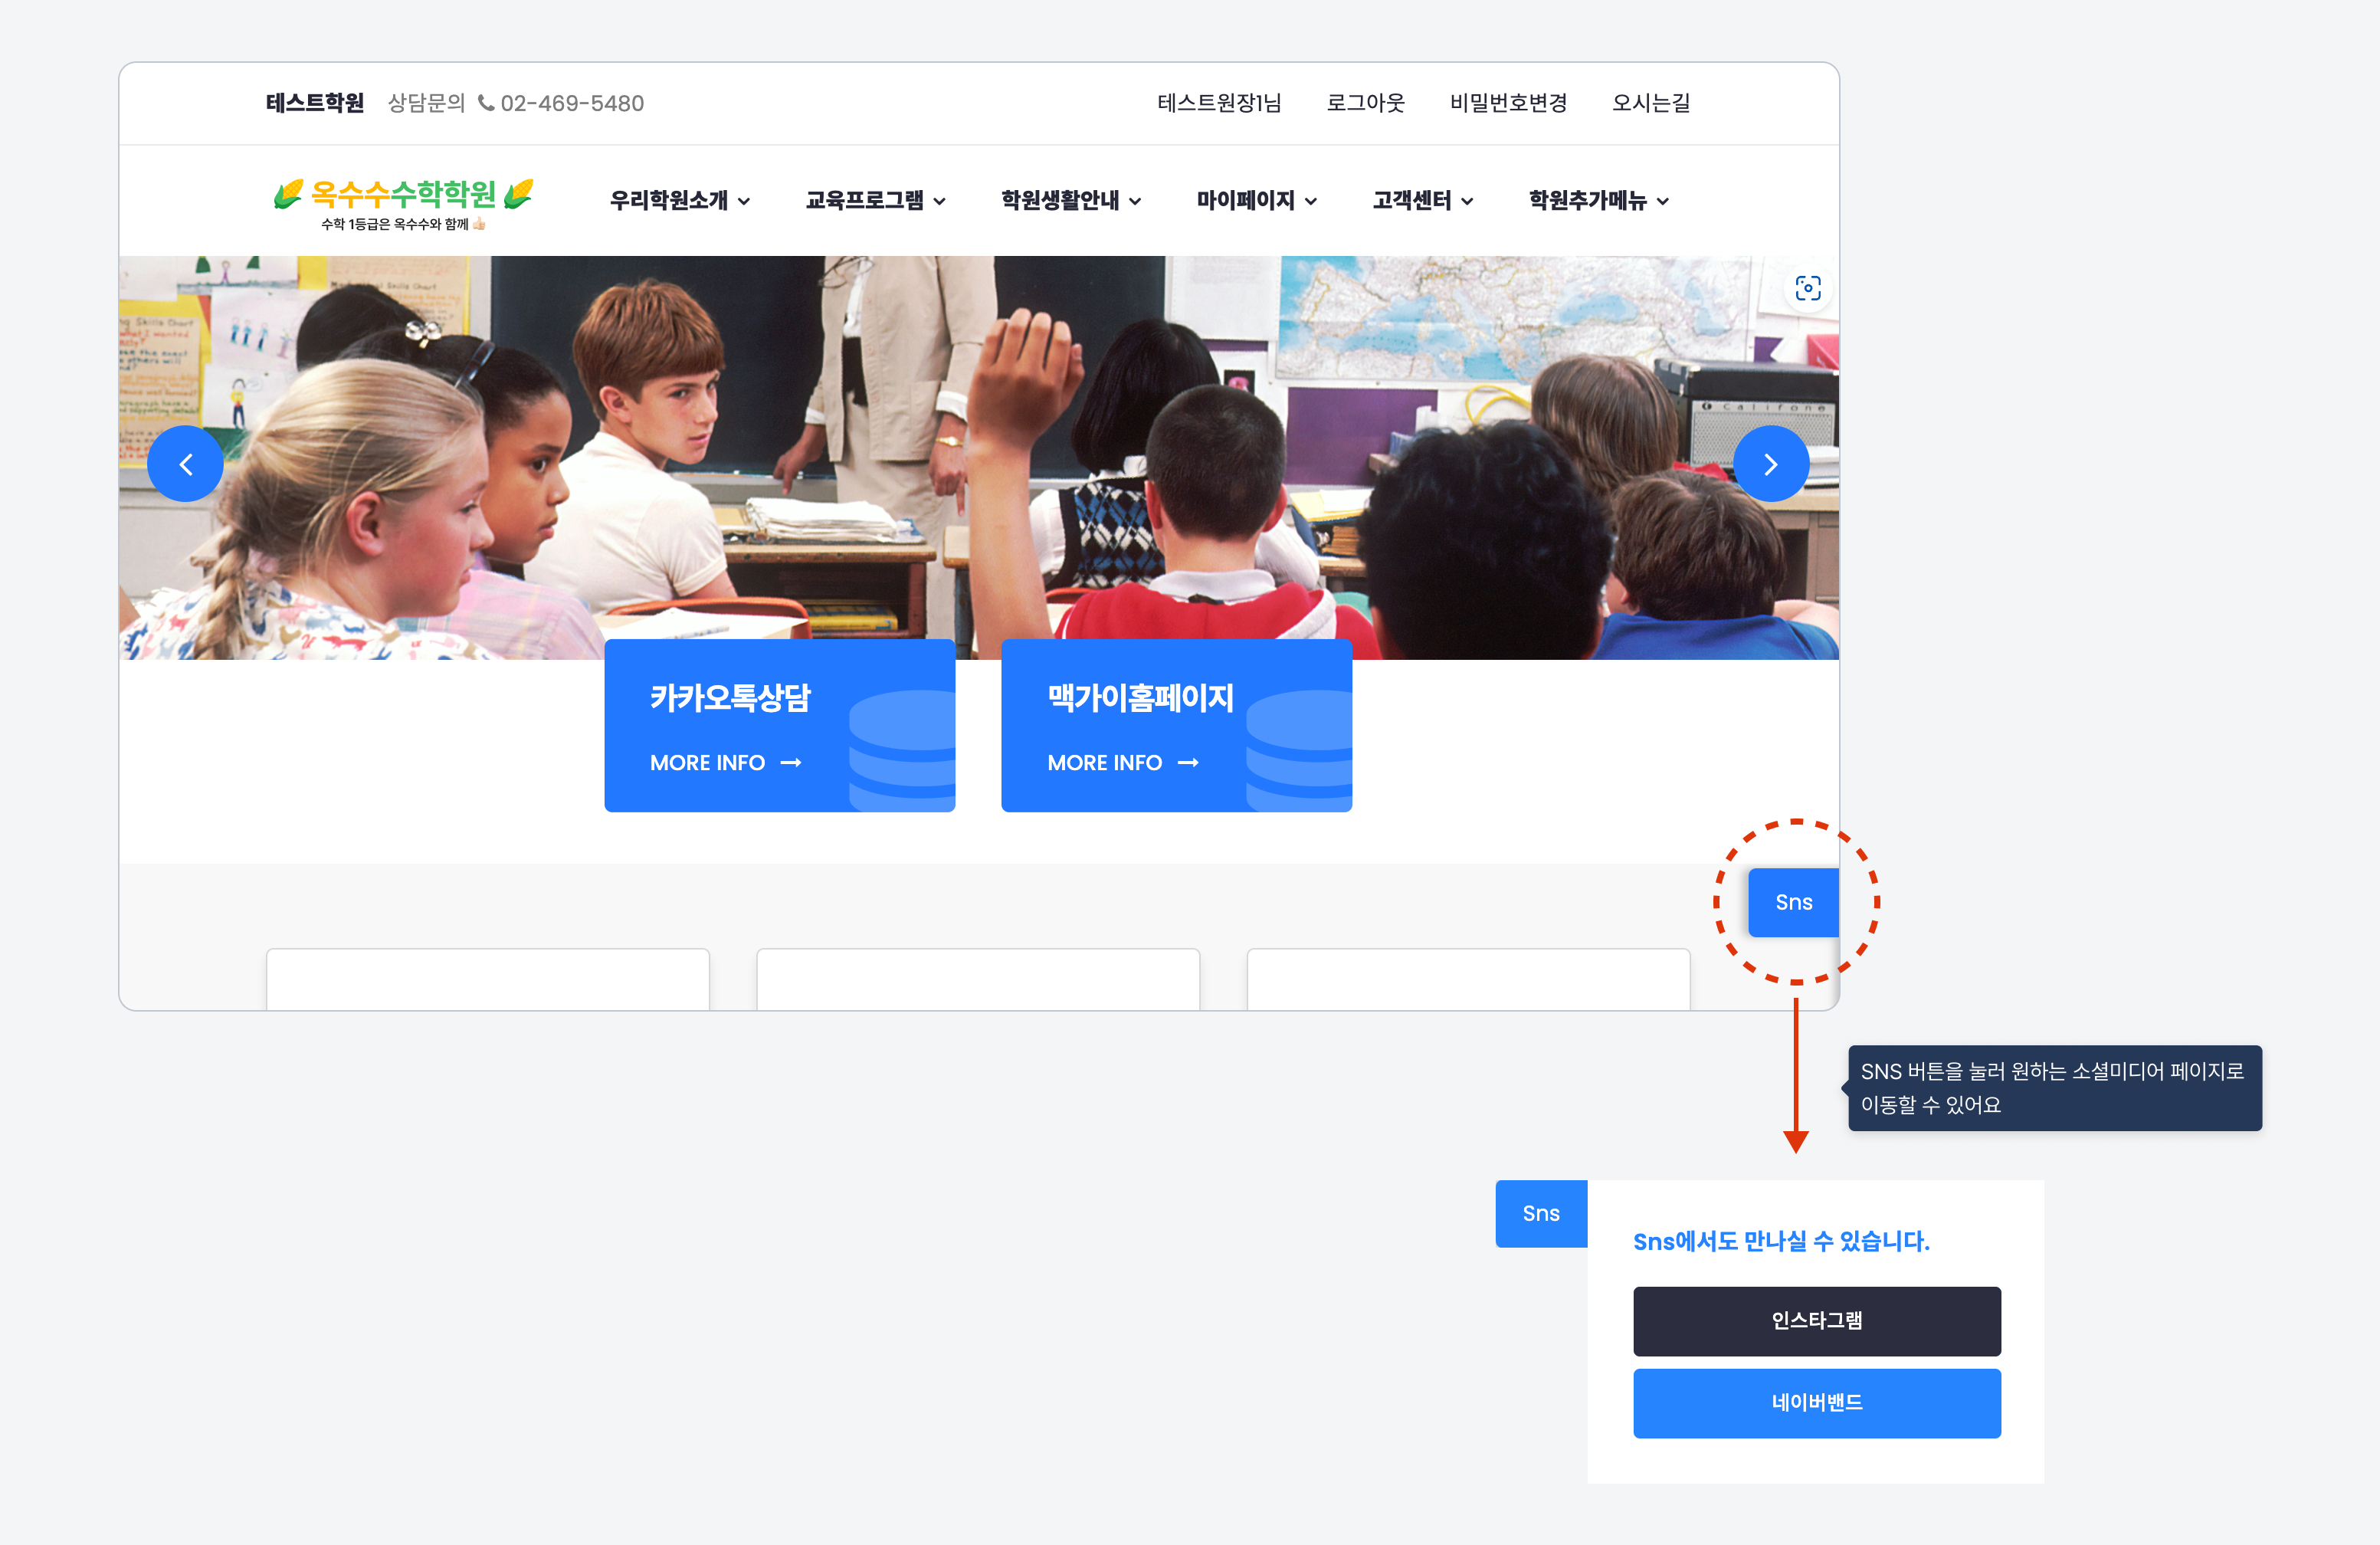 테스트학원 상담문의 02-469-5480
테스트원장1님 로그아웃 비밀번호변경 오시는길
옥수수수학학원
수학 1등급은 옥수수와 함께 👍🏻
우리학원소개 교육프로그램 학원생활안내 마이페이지 고객센터 학원추가메뉴
Skills Chart
Califone
카카오톡상담
MORE INFO →
맥가이홈페이지
MORE INFO →
Sns
SNS 버튼을 눌러 원하는 소셜미디어 페이지로
이동할 수 있어요
Sns
Sns에서도 만나실 수 있습니다.
인스타그램
네이버밴드